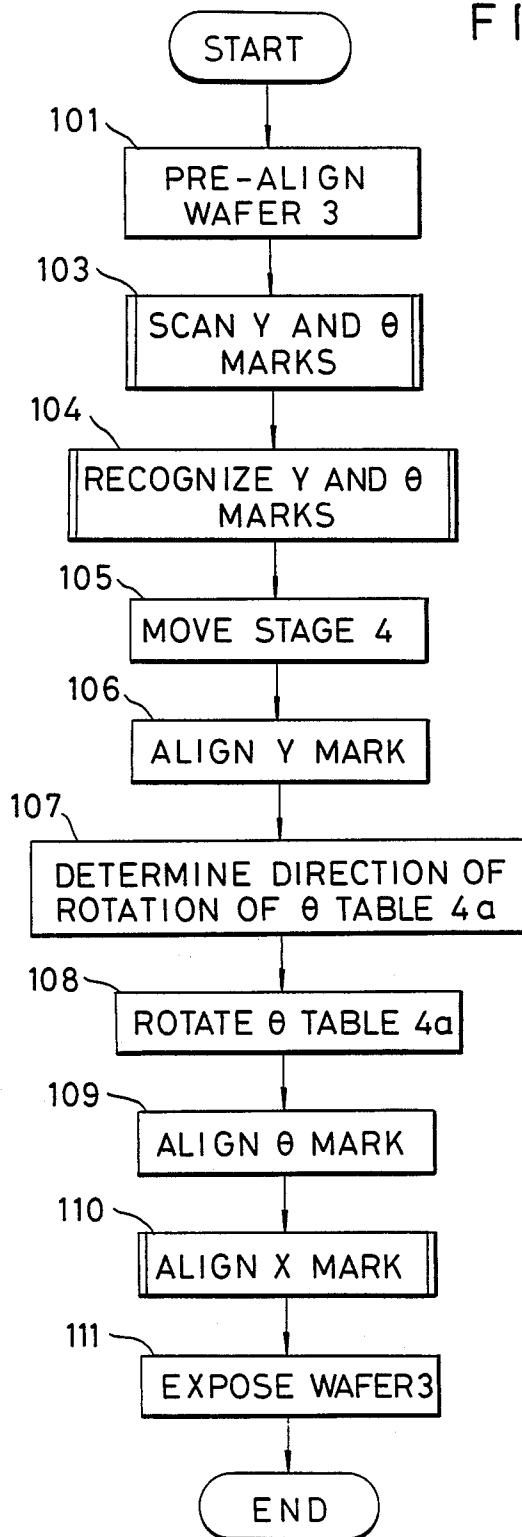 FI
START
101
PRE-ALIGN
WAFER 3
103
SCAN Y AND θ
MARKS
104
RECOGNIZE Y AND θ
MARKS
105
MOVE STAGE 4
106
ALIGN Y MARK
107
DETERMINE DIRECTION OF
ROTATION OF θ TABLE 4a
108
ROTATE θ TABLE 4a
109
ALIGN θ MARK
110
ALIGN X MARK
111
EXPOSE WAFER3
END